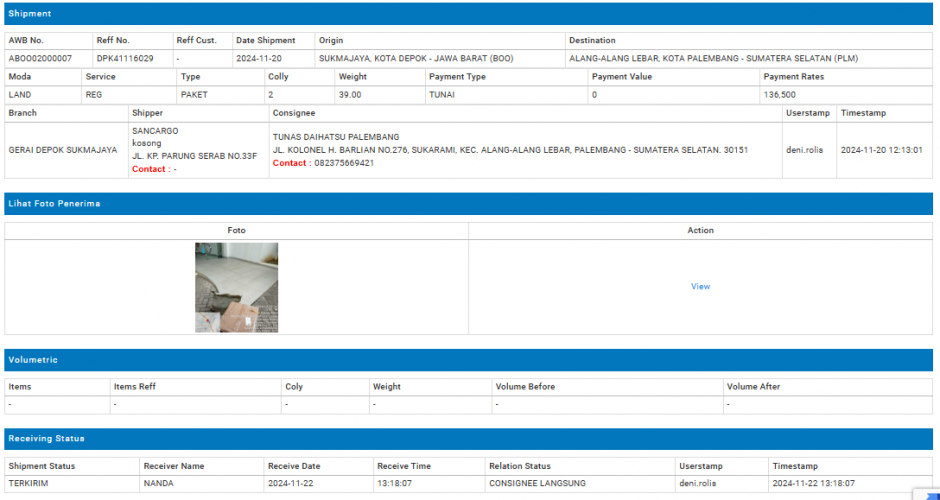 Shipment
AWB No. Reff No. Reff Cust. Date Shipment Origin Destination
ABOO02000007 DPK41116029 - 2024-11-20 SUKMAJAYA, KOTA DEPOK - JAWA BARAT (BOO) ALANG-ALANG LEBAR, KOTA PALEMBANG - SUMATERA SELATAN (PLM)
Moda Service Type Colly Weight Payment Type Payment Value Payment Rates
LAND REG PAKET 2 39.00 TUNAI 0 136,500
Branch Shipper Consignee Userstamp Timestamp
GERAI DEPOK SUKMAJAYA SANCARGO
kosong
JL. KP. PARUNG SERAB NO.33F
Contact : -
TUNAS DAIHATSU PALEMBANG
JL. KOLONEL H. BARLIAN NO.276, SUKARAMI, KEC. ALANG-ALANG LEBAR, PALEMBANG - SUMATERA SELATAN. 30151
Contact : 082375669421
deni.rolis 2024-11-20 12:13:01
Lihat Foto Penerima
Foto Action
View
Volumetric
Items Items Reff Coly Weight Volume Before Volume After
- - - - - -
Receiving Status
Shipment Status Receiver Name Receive Date Receive Time Relation Status Userstamp Timestamp
TERKIRIM NANDA 2024-11-22 13:18:07 CONSIGNEE LANGSUNG deni.rolis 2024-11-22 13:18:07